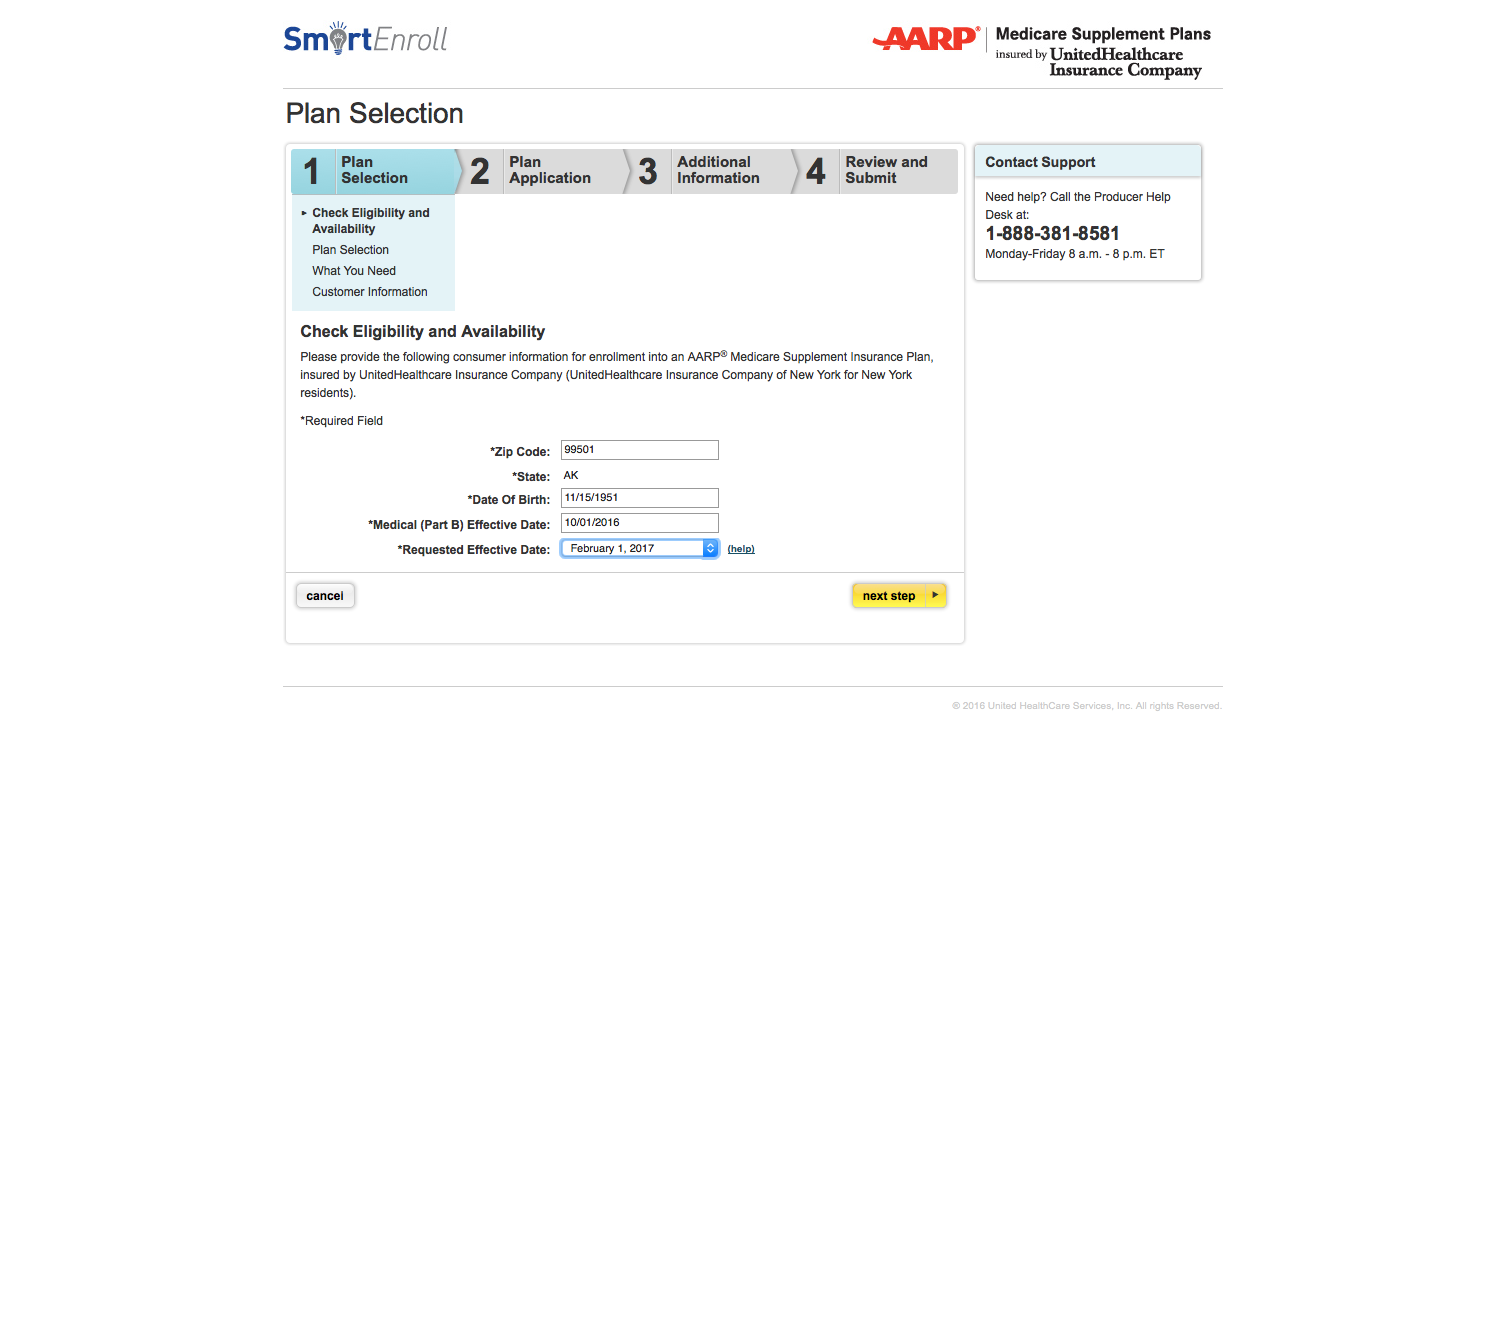 SmartEnroll
AARP® Medicare Supplement Plans
insured by UnitedHealthcare
Insurance Company
Plan Selection
1 Plan
Selection
2 Plan
Application
3 Additional
Information
4 Review and
Submit
Check Eligibility and
Availability
Plan Selection
What You Need
Customer Information
Contact Support
Need help? Call the Producer Help
Desk at:
1-888-381-8581
Monday-Friday 8 a.m. - 8 p.m. ET
Check Eligibility and Availability
Please provide the following consumer information for enrollment into an AARP® Medicare Supplement Insurance Plan,
insured by UnitedHealthcare Insurance Company (UnitedHealthcare Insurance Company of New York for New York
residents).
*Required Field
*Zip Code: 99501
*State: AK
*Date Of Birth: 11/15/1951
*Medical (Part B) Effective Date: 10/01/2016
*Requested Effective Date: February 1, 2017 (help)
cancel
next step
© 2016 United HealthCare Services, Inc. All rights Reserved.